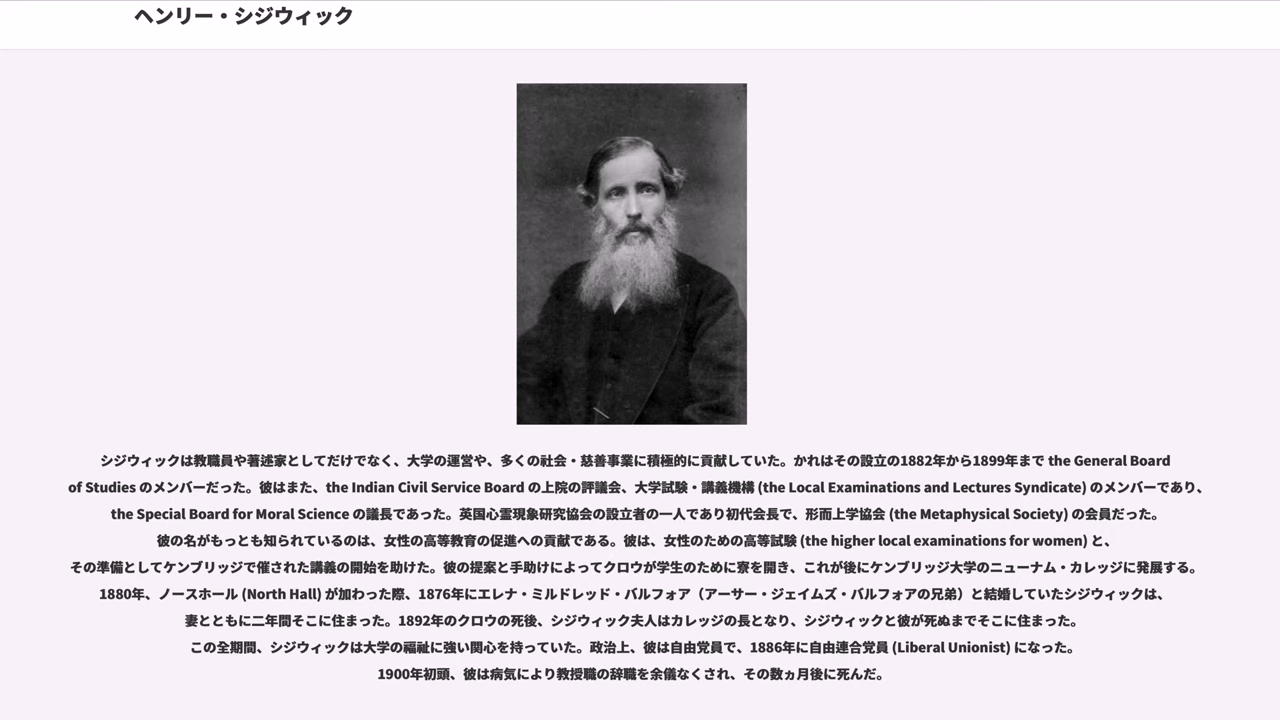 ヘンリー・シジウィック
シジウィックは教職員や著述家としてだけでなく、大学の運営や、多くの社会・慈善事業に積極的に貢献していた。かれはその設立の1882年から1899年まで the General Board
of Studies のメンバーだった。彼はまた、the Indian Civil Service Board の上院の評議会、大学試験・講義機構 (the Local Examinations and Lectures Syndicate) のメンバーであり、
the Special Board for Moral Science の議長であった。英国心霊現象研究協会の設立者の一人であり初代会長で、形而上学協会 (the Metaphysical Society) の会員だった。
彼の名がもっとも知られているのは、女性の高等教育の促進への貢献である。彼は、女性のための高等試験 (the higher local examinations for women) と、
その準備としてケンブリッジで催された講義の開始を助けた。彼の提案と手助けによってクロウが学生のために寮を開き、これが後にケンブリッジ大学のニューナム・カレッジに発展する。
1880年、ノースホール (North Hall) が加わった際、1876年にエレナ・ミルドレッド・バルフォア（アーサー・ジェイムズ・バルフォアの兄弟）と結婚していたシジウィックは、
妻とともに二年間そこに住まった。1892年のクロウの死後、シジウィック夫人はカレッジの長となり、シジウィックと彼が死ぬまでそこに住まった。
この全期間、シジウィックは大学の福祉に強い関心を持っていた。政治上、彼は自由党員で、1886年に自由連合党員 (Liberal Unionist) になった。
1900年初頭、彼は病気により教授職の辞職を余儀なくされ、その数ヵ月後に死んだ。